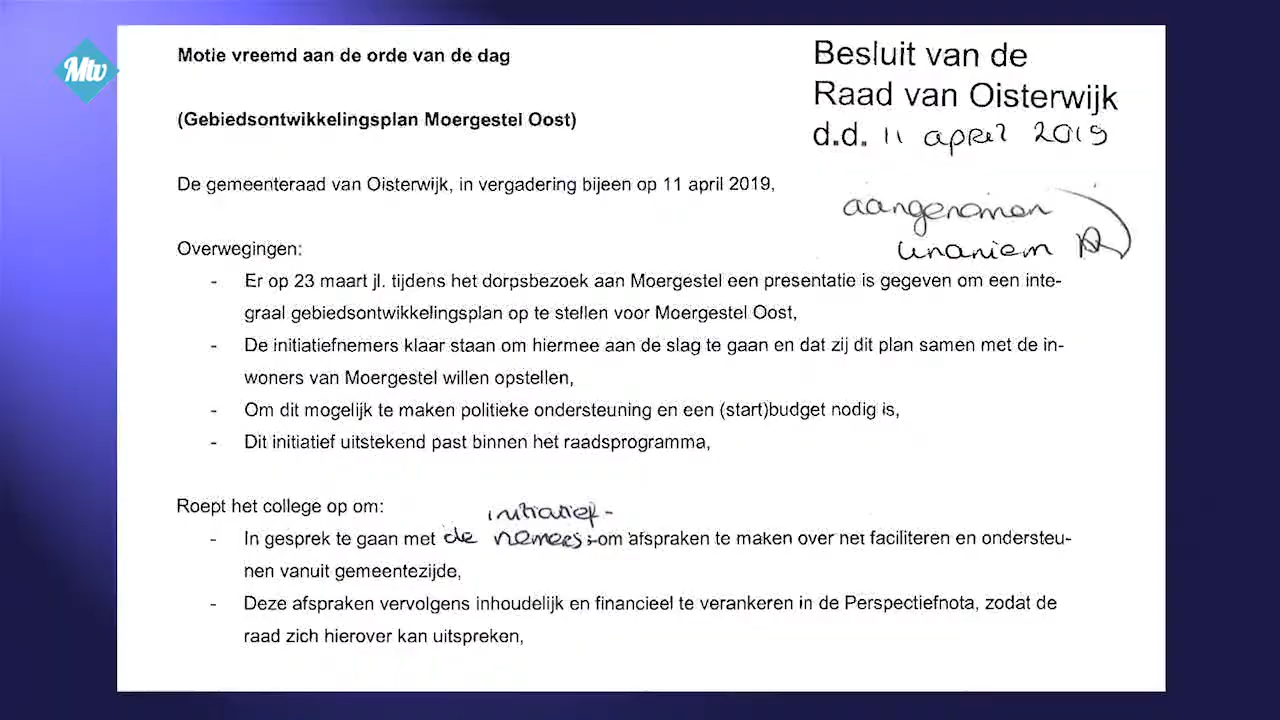 Mtv
Motie vreemd aan de orde van de dag
(Gebiedsontwikkelingsplan Moergestel Oost)
Besluit van de
Raad van Oisterwijk
d.d. 11 april 2019
aangenomen
unaniem
De gemeenteraad van Oisterwijk, in vergadering bijeen op 11 april 2019,
Overwegingen:
- Er op 23 maart jl. tijdens het dorpsbezoek aan Moergestel een presentatie is gegeven om een inte-
graal gebiedsontwikkelingsplan op te stellen voor Moergestel Oost,
- De initiatiefnemers klaar staan om hiermee aan de slag te gaan en dat zij dit plan samen met de in-
woners van Moergestel willen opstellen,
- Om dit mogelijk te maken politieke ondersteuning en een (start)budget nodig is,
- Dit initiatief uitstekend past binnen het raadsprogramma,
Roept het college op om:
initiatief-
- In gesprek te gaan met de nemers om afspraken te maken over het faciliteren en ondersteu-
nen vanuit gemeentezijde,
- Deze afspraken vervolgens inhoudelijk en financieel te verankeren in de Perspectiefnota, zodat de
raad zich hierover kan uitspreken,